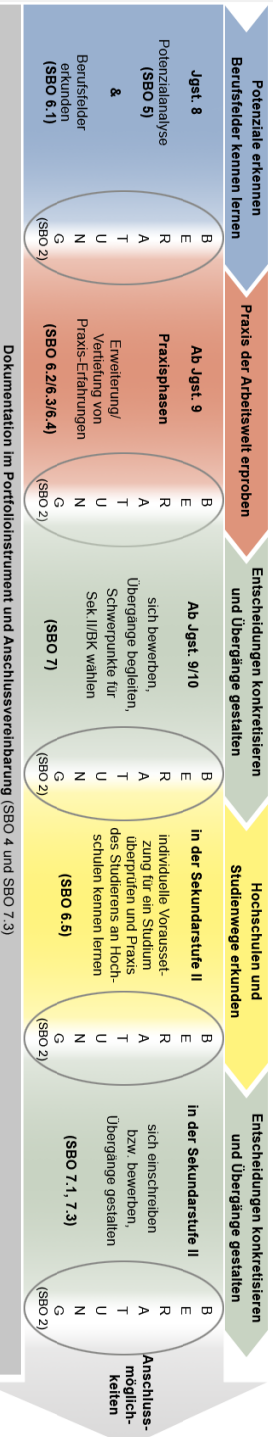 Potenziale erkennen
Berufsfelder kennen lernen
Praxis der Arbeitswelt erproben
Entscheidungen konkretisieren
und Übergänge gestalten
Hochschulen und
Studienwege erkunden
Entscheidungen konkretisieren
und Übergänge gestalten
Jgst. 8
Potenzialanalyse
(SBO 5)
&
Berufsfelder
erkunden
(SBO 6.1)
B
E
R
A
T
U
N
G
(SBO 2)
Ab Jgst. 9
Praxisphasen
Erweiterung/
Vertiefung von
Praxis-Erfahrungen
(SBO 6.2/6.3/6.4)
B
E
R
A
T
U
N
G
(SBO 2)
Ab Jgst. 9/10
sich bewerben,
Übergänge begleiten,
Schwerpunkte für
Sek.II/BK wählen
(SBO 7)
B
E
R
A
T
U
N
G
(SBO 2)
in der Sekundarstufe II
individuelle Vorausset-
zung für ein Studium
überprüfen und Praxis
des Studierens an Hoch-
schulen kennen lernen
(SBO 6.5)
B
E
R
A
T
U
N
G
(SBO 2)
in der Sekundarstufe II
sich einschreiben
bzw. bewerben,
Übergänge gestalten
(SBO 7.1, 7.3)
B
E
R
A
T
U
N
G
(SBO 2)
Anschluss-
möglich-
keiten
Dokumentation im Portfolioinstrument und Anschlussvereinbarung (SBO 4 und SBO 7.3)